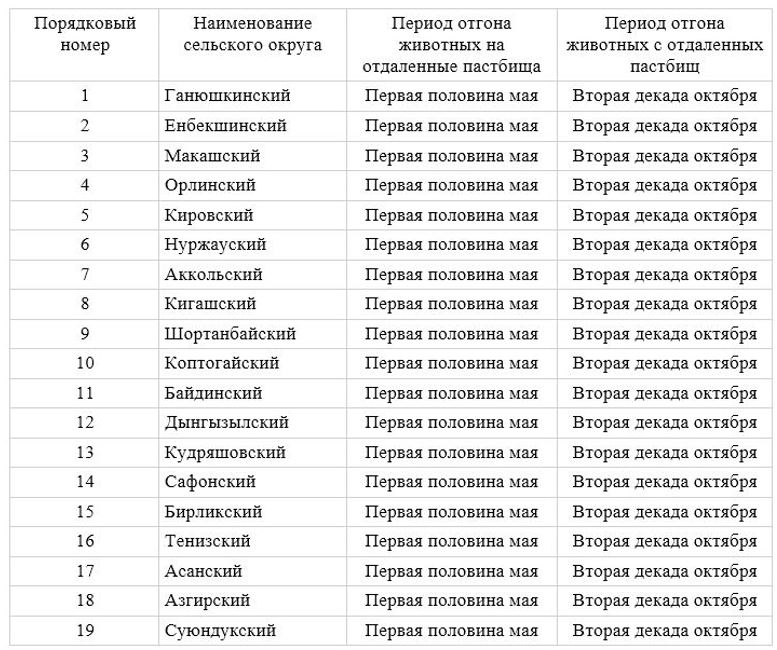 Порядковый номер Наименование сельского округа Период отгона животных на отдаленные пастбища Период отгона животных с отдаленных пастбищ
1 Ганюшкинский Первая половина мая Вторая декада октября
2 Енбекшинский Первая половина мая Вторая декада октября
3 Макашский Первая половина мая Вторая декада октября
4 Орлинский Первая половина мая Вторая декада октября
5 Кировский Первая половина мая Вторая декада октября
6 Нуржауский Первая половина мая Вторая декада октября
7 Аккольский Первая половина мая Вторая декада октября
8 Кигашский Первая половина мая Вторая декада октября
9 Шортанбайский Первая половина мая Вторая декада октября
10 Коптогайский Первая половина мая Вторая декада октября
11 Байдинский Первая половина мая Вторая декада октября
12 Дынгызылский Первая половина мая Вторая декада октября
13 Кудряшовский Первая половина мая Вторая декада октября
14 Сафонский Первая половина мая Вторая декада октября
15 Бирликский Первая половина мая Вторая декада октября
16 Тенизский Первая половина мая Вторая декада октября
17 Асанский Первая половина мая Вторая декада октября
18 Азгирский Первая половина мая Вторая декада октября
19 Суюндукский Первая половина мая Вторая декада октября